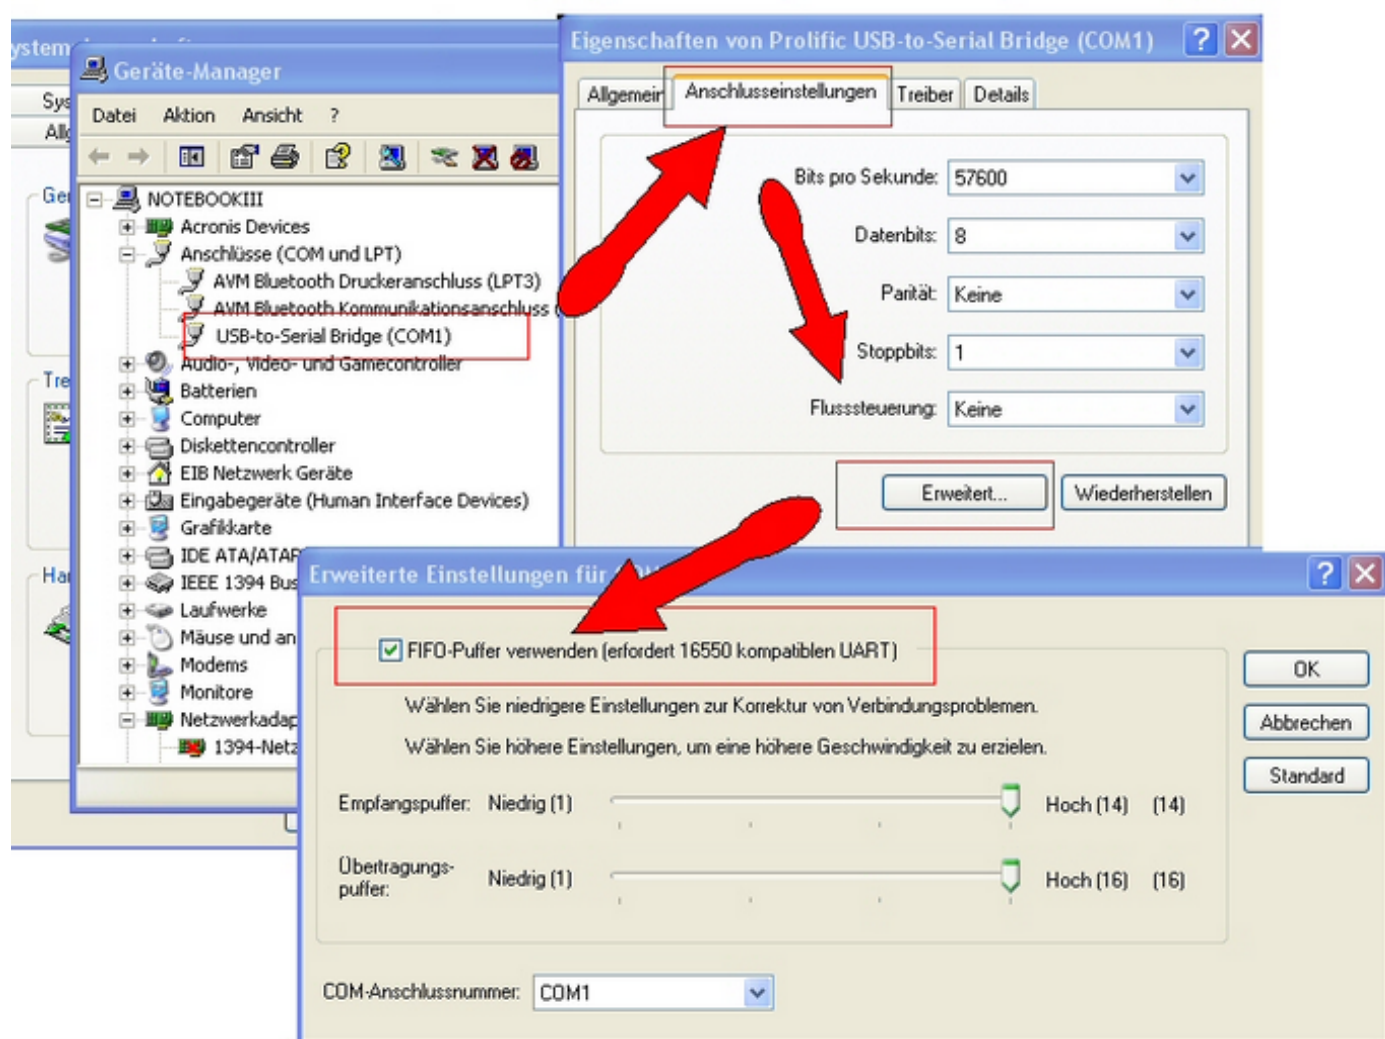 Geräte-Manager
Datei Aktion Ansicht ?
NOTEBOOKIII
Acronis Devices
Anschlüsse (COM und LPT)
AVM Bluetooth Druckeranschluss (LPT3)
AVM Bluetooth Kommunikationsanschluss (
USB-to-Serial Bridge (COM1)
Audio-, Video- und Gamecontroller
Batterien
Computer
Diskettencontroller
EIB Netzwerk Geräte
Eingabegeräte (Human Interface Devices)
Grafikkarte
IDE ATA/ATAP
IEEE 1394 Bus
Laufwerke
Mäuse und an
Modems
Monitore
Netzwerkadap
1394-Netz
Sys
Allg
Ger
Tre
Har
Eigenschaften von Prolific USB-to-Serial Bridge (COM1) ?
Allgemein Anschlusseinstellungen Treiber Details
Bits pro Sekunde: 57600
Datenbits: 8
Parität: Keine
Stoppbits: 1
Flusssteuerung: Keine
Erweitert... Wiederherstellen
Erweiterte Einstellungen für ?
FIFO-Puffer verwenden (erfordert 16550 kompatiblen UART)
Wählen Sie niedrigere Einstellungen zur Korrektur von Verbindungsproblemen.
Wählen Sie höhere Einstellungen, um eine höhere Geschwindigkeit zu erzielen.
Empfangspuffer: Niedrig (1) Hoch (14) (14)
Übertragungs-
puffer: Niedrig (1) Hoch (16) (16)
COM-Anschlussnummer: COM1
OK
Abbrechen
Standard